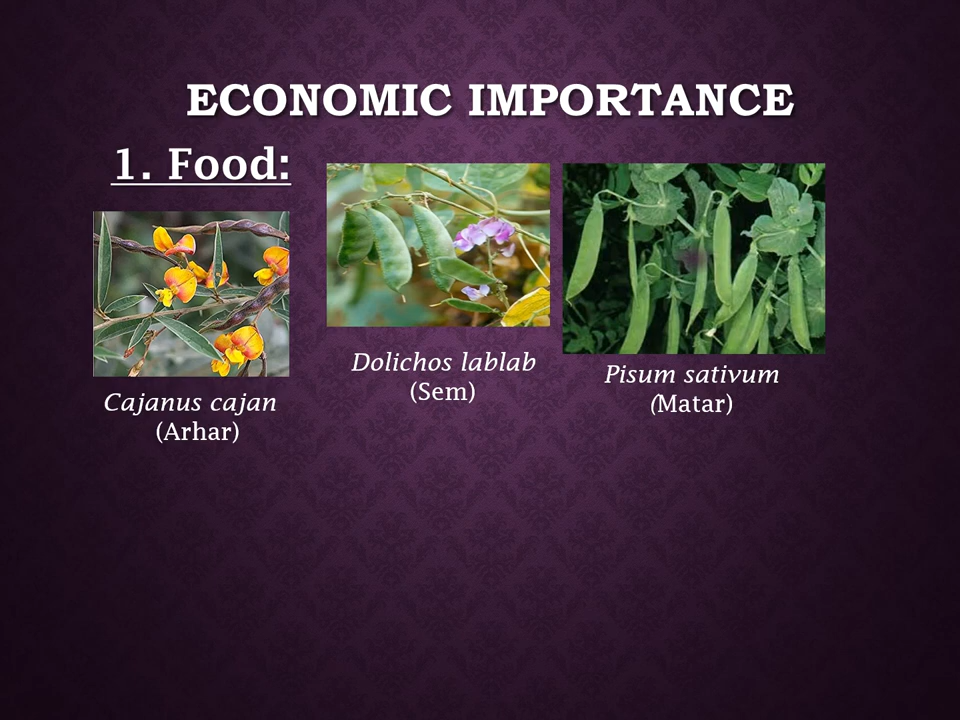 ECONOMIC IMPORTANCE
1. Food:
Cajanus cajan
(Arhar)
Dolichos lablab
(Sem)
Pisum sativum
(Matar)